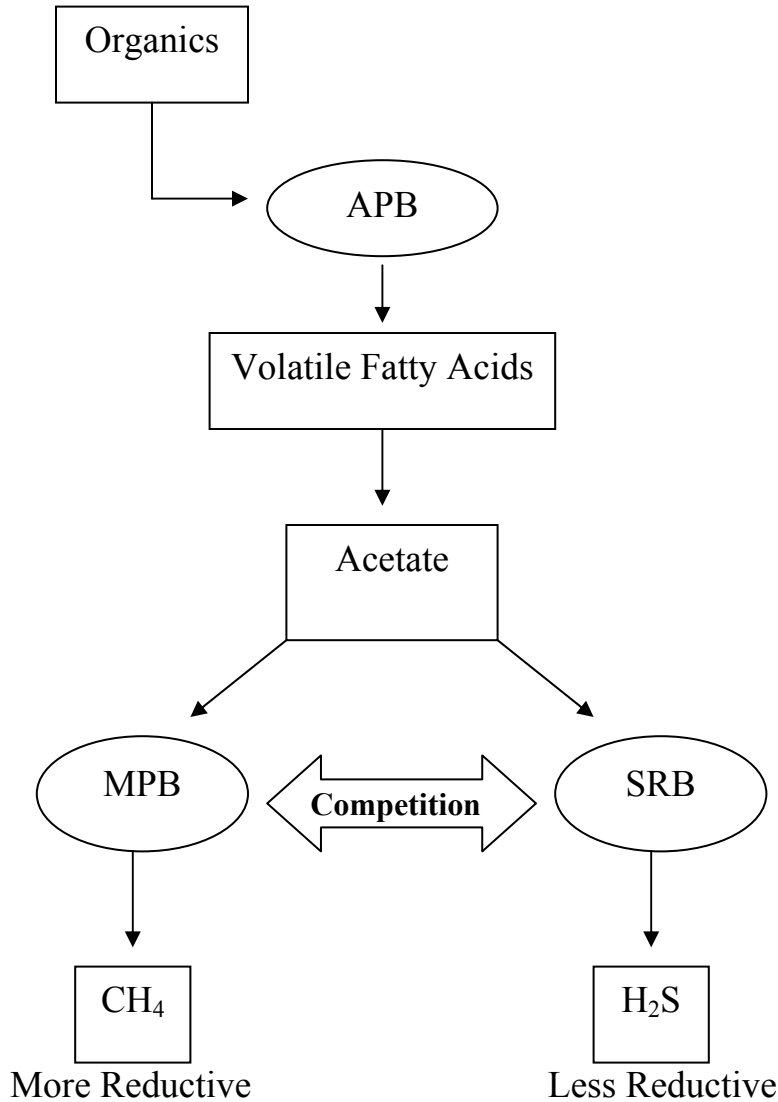 Organics
APB
Volatile Fatty Acids
Acetate
MPB
Competition
SRB
CH₄
H₂S
More Reductive
Less Reductive